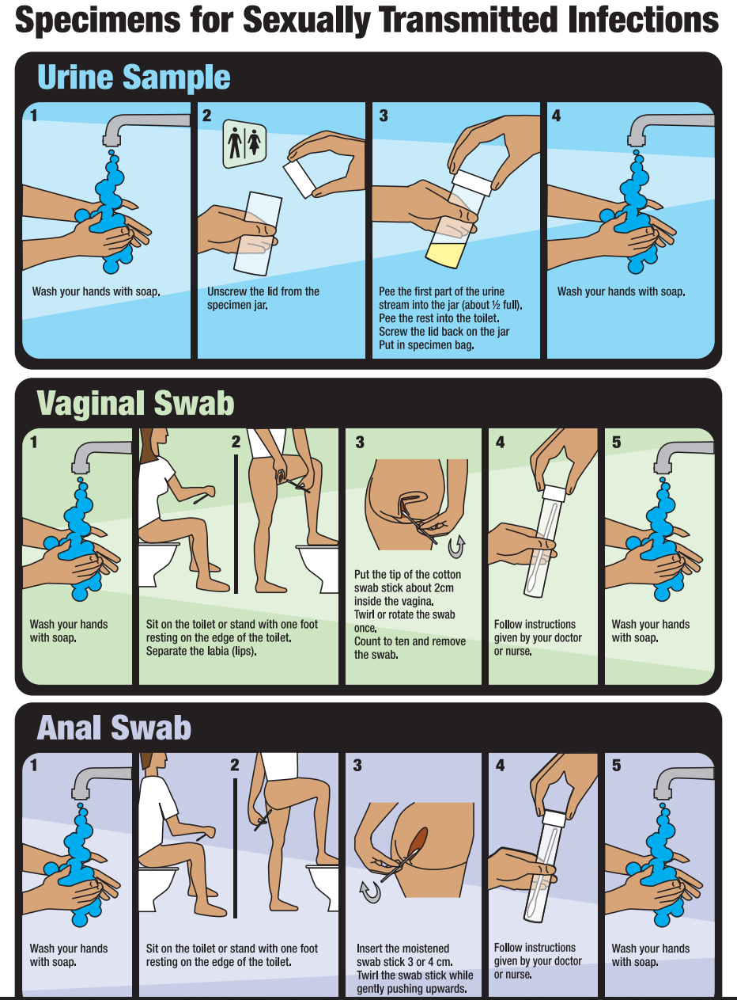 Specimens for Sexually Transmitted Infections
Urine Sample
1
Wash your hands with soap.
2
Unscrew the lid from the
specimen jar.
3
Pee the first part of the urine
stream into the jar (about ½ full).
Pee the rest into the toilet.
Screw the lid back on the jar
Put in specimen bag.
4
Wash your hands with soap.
Vaginal Swab
1
Wash your hands
with soap.
2
Sit on the toilet or stand with one foot
resting on the edge of the toilet.
Separate the labia (lips).
3
Put the tip of the cotton
swab stick about 2cm
inside the vagina.
Twirl or rotate the swab
once.
Count to ten and remove
the swab.
4
Follow instructions
given by your doctor
or nurse.
5
Wash your hands
with soap.
Anal Swab
1
Wash your hands
with soap.
2
Sit on the toilet or stand with one foot
resting on the edge of the toilet.
3
Insert the moistened
swab stick 3 or 4 cm.
Twirl the swab stick while
gently pushing upwards.
4
Follow instructions
given by your doctor
or nurse.
5
Wash your hands
with soap.